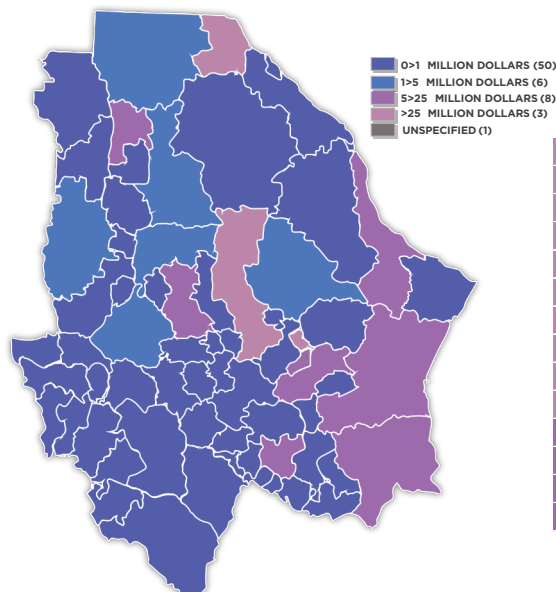 0>1 MILLION DOLLARS (50)
1>5 MILLION DOLLARS (6)
5>25 MILLION DOLLARS (8)
>25 MILLION DOLLARS (3)
UNSPECIFIED (1)